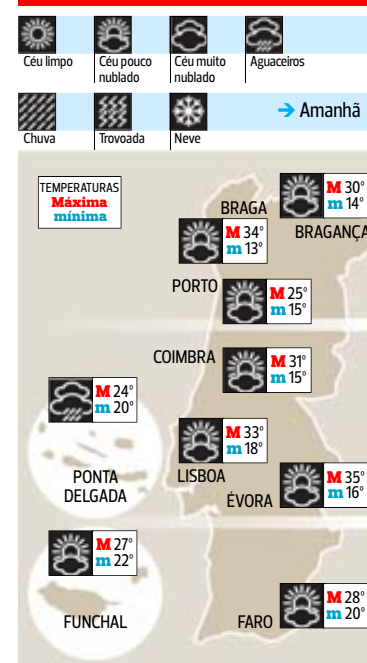 Céu limpo
Céu pouco
nublado
Céu muito
nublado
Aguaceiros
Chuva
Trovoada
Neve
➔ Amanhã
TEMPERATURAS
Máxima
mínima
M 30°
m 14°
BRAGANÇA
BRAGA
M 34°
m 13°
PORTO
M 25°
m 15°
COIMBRA
M 31°
m 15°
M 24°
m 20°
PONTA
DELGADA
M 33°
m 18°
LISBOA
ÉVORA
M 35°
m 16°
M 27°
m 22°
FUNCHAL
FARO
M 28°
m 20°